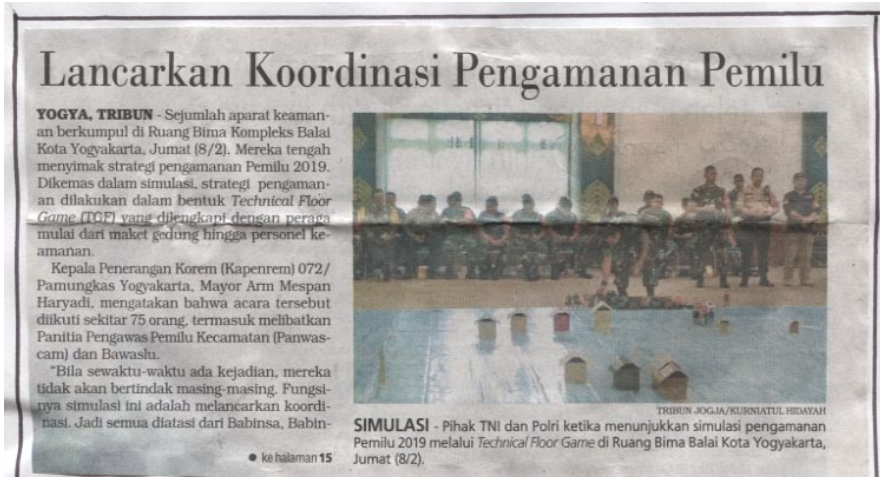 Lancarkan Koordinasi Pengamanan Pemilu
YOGYA, TRIBUN - Sejumlah aparat keaman-
an berkumpul di Ruang Bima Kompleks Balai
Kota Yogyakarta, Jumat (8/2). Mereka tengah
menyimak strategi pengamanan Pemilu 2019.
Dikemas dalam simulasi, strategi pengaman-
an dilakukan dalam bentuk Technical Floor
Game (TGF) yang dilengkapi dengan peraga
mulai dari maket gedung hingga personel ke-
amanan.
Kepala Penerangan Korem (Kapenrem) 072/
Pamungkas Yogyakarta, Mayor Arm Mespan
Haryadi, mengatakan bahwa acara tersebut
diikuti sekitar 75 orang, termasuk melibatkan
Panitia Pengawas Pemilu Kecamatan (Panwas-
cam) dan Bawaslu.
"Bila sewaktu-waktu ada kejadian, mereka
tidak akan bertindak masing-masing. Fungsi-
nya simulasi ini adalah melancarkan koordi-
nasi. Jadi semua diatasi dari Babinsa, Babin-
● ke halaman 15
TRIBUN JOGJA/KURNIATUL HIDAYAH
SIMULASI - Pihak TNI dan Polri ketika menunjukkan simulasi pengamanan
Pemilu 2019 melalui Technical Floor Game di Ruang Bima Balai Kota Yogyakarta,
Jumat (8/2).